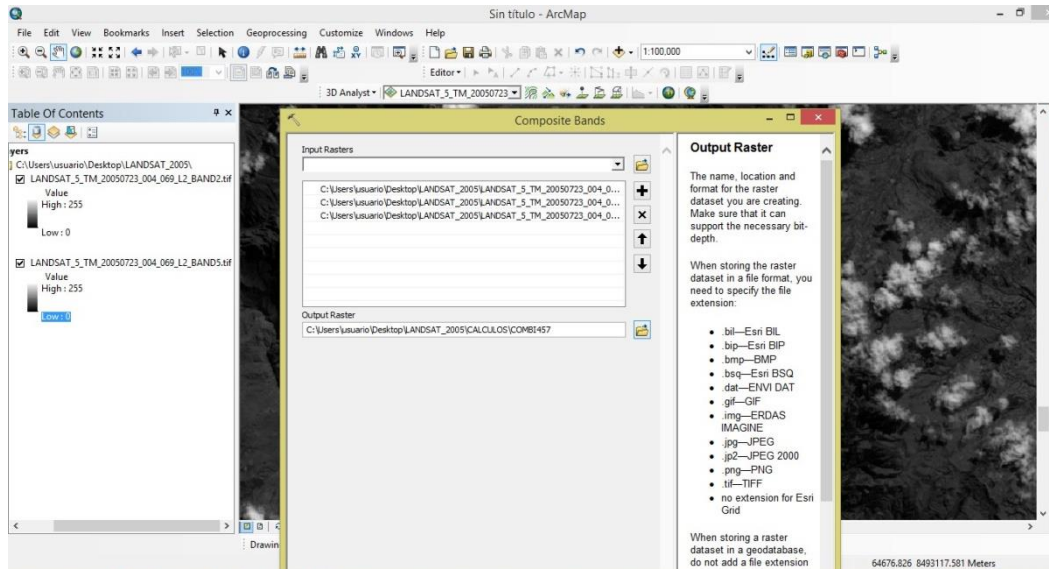 Sin título - ArcMap
File Edit View Bookmarks Insert Selection Geoprocessing Customize Windows Help
1:100,000
Editor
3D Analyst LANDSAT_5_TM_20050723
Table Of Contents
yers
C:\Users\usuario\Desktop\LANDSAT_2005\
LANDSAT_5_TM_20050723_004_069_L2_BAND2.tif
Value
High : 255
Low : 0
LANDSAT_5_TM_20050723_004_069_L2_BAND5.tif
Value
High : 255
Low : 0
Composite Bands
Input Rasters
C:\Users\usuario\Desktop\LANDSAT_2005\LANDSAT_5_TM_20050723_004_0...
C:\Users\usuario\Desktop\LANDSAT_2005\LANDSAT_5_TM_20050723_004_0...
C:\Users\usuario\Desktop\LANDSAT_2005\LANDSAT_5_TM_20050723_004_0...
Output Raster
C:\Users\usuario\Desktop\LANDSAT_2005\CALCULOS\COMBI457
Output Raster
The name, location and
format for the raster
dataset you are creating.
Make sure that it can
support the necessary bit-
depth.
When storing the raster
dataset in a file format, you
need to specify the file
extension:
• .bil—Esri BIL
• .bip—Esri BIP
• .bmp—BMP
• .bsq—Esri BSQ
• .dat—ENVI DAT
• .gif—GIF
• .img—ERDAS
IMAGINE
• .jpg—JPEG
• .jp2—JPEG 2000
• .png—PNG
• .tif—TIFF
• no extension for Esri
Grid
When storing a raster
dataset in a geodatabase,
do not add a file extension
Drawin
64676.826 8493117.581 Meters